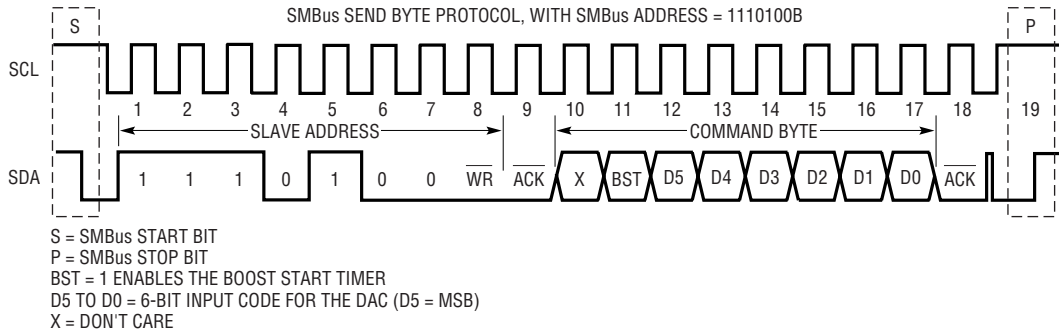 SMBus SEND BYTE PROTOCOL, WITH SMBus ADDRESS = 1110100B
S P
SCL
1 2 3 4 5 6 7 8 9 10 11 12 13 14 15 16 17 18 19
SLAVE ADDRESS COMMAND BYTE
SDA 1 1 1 0 1 0 0 WR ACK X BST D5 D4 D3 D2 D1 D0 ACK
S = SMBus START BIT
P = SMBus STOP BIT
BST = 1 ENABLES THE BOOST START TIMER
D5 TO D0 = 6-BIT INPUT CODE FOR THE DAC (D5 = MSB)
X = DON'T CARE